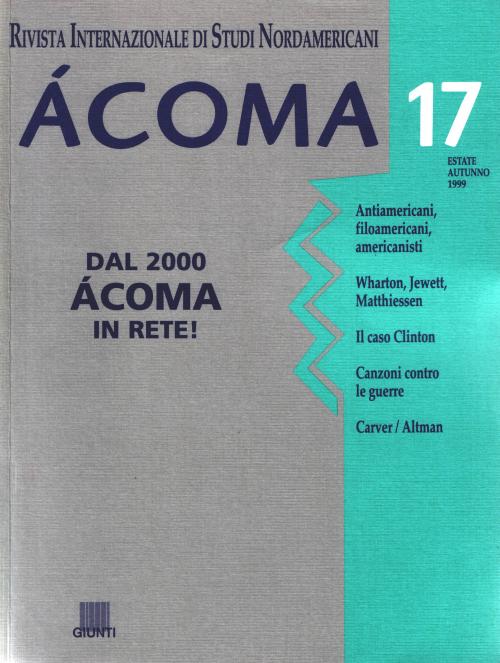 RIVISTA INTERNAZIONALE DI STUDI NORDAMERICANI
ÁCOMA
17
ESTATE
AUTUNNO
1999
Antiamericani,
filoamericani,
americanisti
Wharton, Jewett,
Matthiessen
Il caso Clinton
Canzoni contro
le guerre
Carver / Altman
DAL 2000
ÁCOMA
IN RETE!
GIUNTI